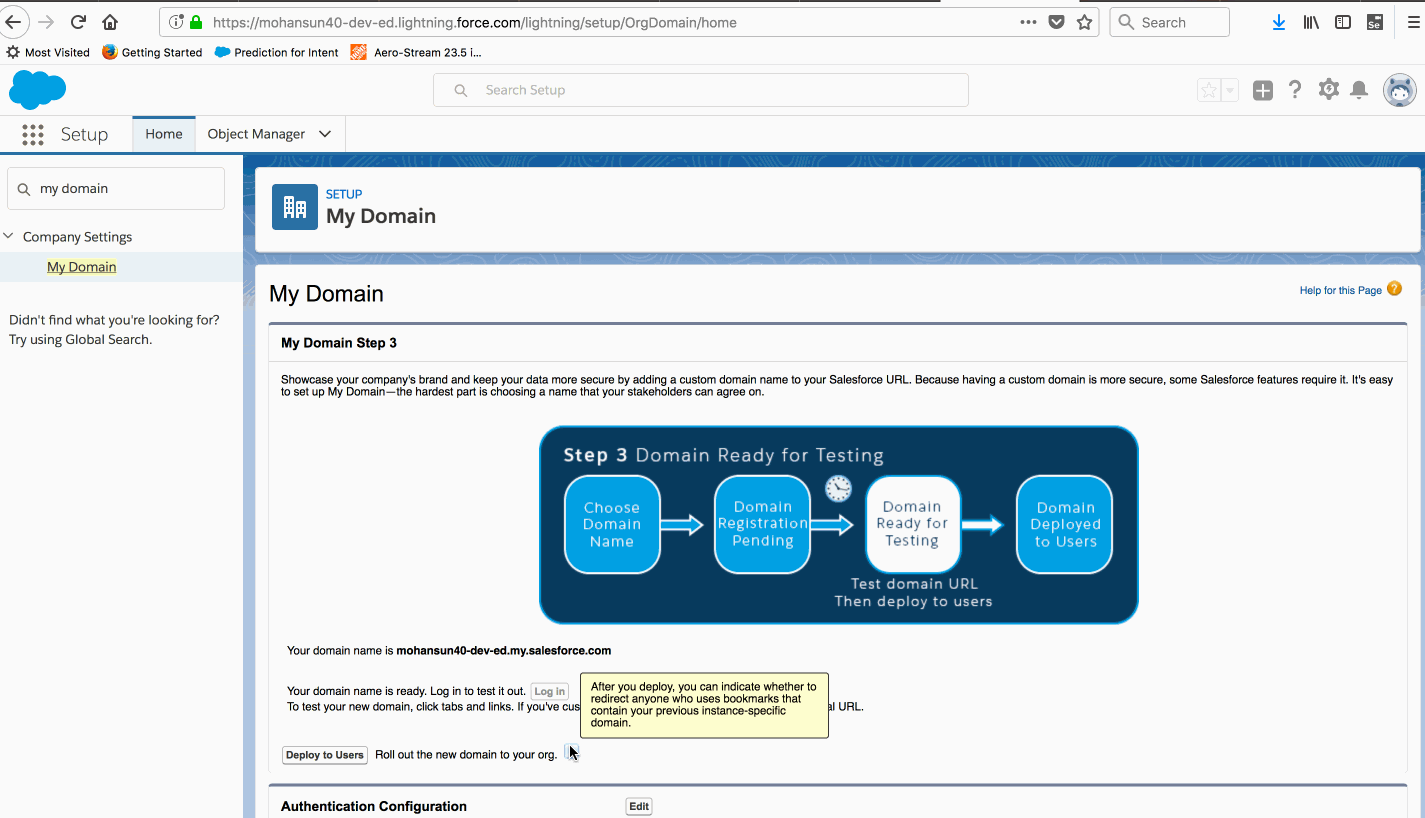 https://mohansun40-dev-ed.lightning.force.com/lightning/setup/OrgDomain/home
Search
Se
Most Visited
Getting Started
Prediction for Intent
Aero-Stream 23.5 i...
Search Setup
Setup
Home
Object Manager
my domain
Company Settings
My Domain
Didn't find what you're looking for?
Try using Global Search.
SETUP
My Domain
My Domain
Help for this Page ?
My Domain Step 3
Showcase your company's brand and keep your data more secure by adding a custom domain name to your Salesforce URL. Because having a custom domain is more secure, some Salesforce features require it. It's easy
to set up My Domain—the hardest part is choosing a name that your stakeholders can agree on.
Step 3 Domain Ready for Testing
Choose
Domain
Name
Domain
Registration
Pending
Domain
Ready for
Testing
Domain
Deployed
to Users
Test domain URL
Then deploy to users
Your domain name is mohansun40-dev-ed.my.salesforce.com
Your domain name is ready. Log in to test it out. Log in
To test your new domain, click tabs and links. If you've cus
al URL.
After you deploy, you can indicate whether to
redirect anyone who uses bookmarks that
contain your previous instance-specific
domain.
Deploy to Users Roll out the new domain to your org.
Authentication Configuration Edit